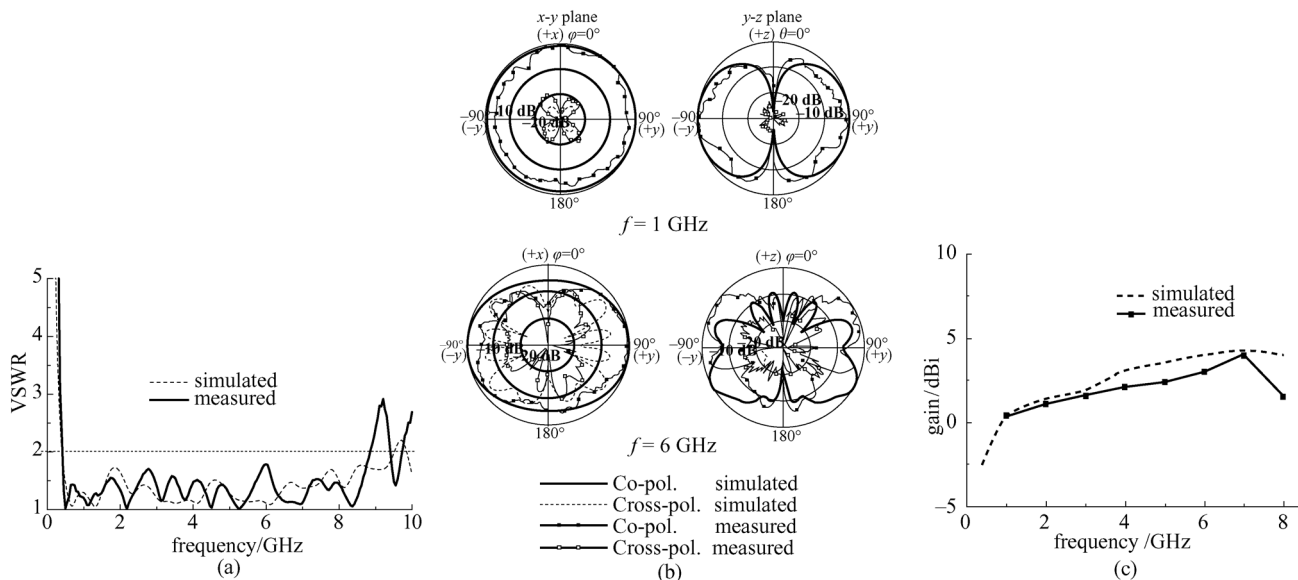 x-y plane
(+x) φ=0°
–10 dB
–20 dB
–90°
(–y)
90°
(+y)
180°
y-z plane
(+z) θ=0°
–20 dB
–10 dB
–90°
(–y)
90°
(+y)
180°
f = 1 GHz
(+x) φ=0°
–10 dB
–20 dB
–90°
(–y)
90°
(+y)
180°
(+z) φ=0°
–20 dB
–10 dB
–90°
(–y)
90°
(+y)
180°
f = 6 GHz
Co-pol. simulated
Cross-pol. simulated
Co-pol. measured
Cross-pol. measured
(b)
5
4
3
2
1
VSWR
simulated
measured
0 2 4 6 8 10
frequency/GHz
(a)
10
5
0
–5
gain/dBi
simulated
measured
0 2 4 6 8
frequency /GHz
(c)